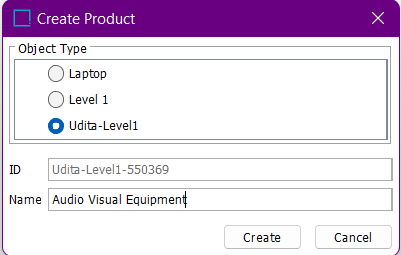 Create Product
Object Type
Laptop
Level 1
Udita-Level1
ID Udita-Level1-550369
Name Audio Visual Equipment
Create Cancel